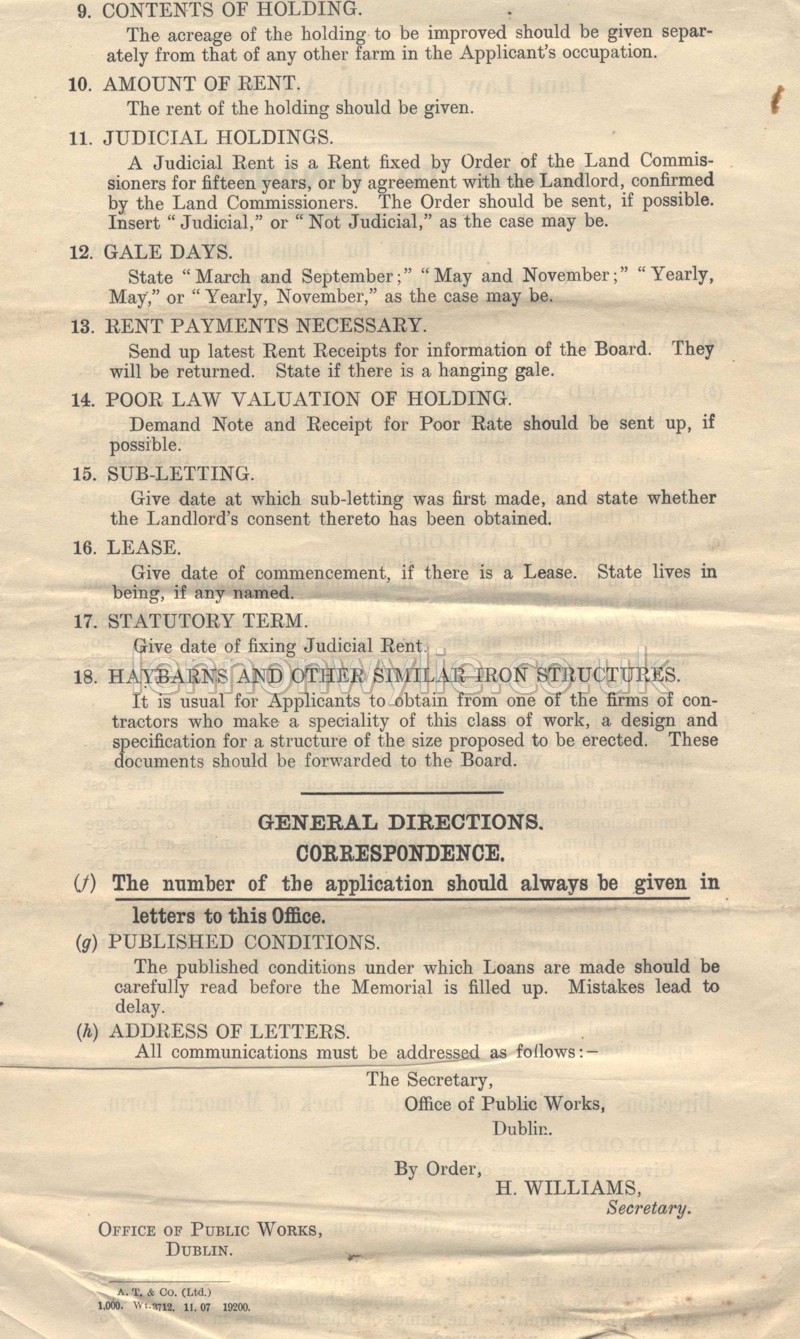 9. CONTENTS OF HOLDING.
The acreage of the holding to be improved should be given separ-
ately from that of any other farm in the Applicant's occupation.
10. AMOUNT OF RENT.
The rent of the holding should be given.
11. JUDICIAL HOLDINGS.
A Judicial Rent is a Rent fixed by Order of the Land Commis-
sioners for fifteen years, or by agreement with the Landlord, confirmed
by the Land Commissioners. The Order should be sent, if possible.
Insert "Judicial," or "Not Judicial," as the case may be.
12. GALE DAYS.
State "March and September;" "May and November;" "Yearly,
May," or "Yearly, November," as the case may be.
13. RENT PAYMENTS NECESSARY.
Send up latest Rent Receipts for information of the Board. They
will be returned. State if there is a hanging gale.
14. POOR LAW VALUATION OF HOLDING.
Demand Note and Receipt for Poor Rate should be sent up, if
possible.
15. SUB-LETTING.
Give date at which sub-letting was first made, and state whether
the Landlord's consent thereto has been obtained.
16. LEASE.
Give date of commencement, if there is a Lease. State lives in
being, if any named.
17. STATUTORY TERM.
Give date of fixing Judicial Rent.
lennonwylie.co.uk
18. HAYBARNS AND OTHER SIMILAR IRON STRUCTURES.
It is usual for Applicants to obtain from one of the firms of con-
tractors who make a speciality of this class of work, a design and
specification for a structure of the size proposed to be erected. These
documents should be forwarded to the Board.
GENERAL DIRECTIONS.
CORRESPONDENCE.
(f) The number of the application should always be given in
letters to this Office.
(g) PUBLISHED CONDITIONS.
The published conditions under which Loans are made should be
carefully read before the Memorial is filled up. Mistakes lead to
delay.
(h) ADDRESS OF LETTERS.
All communications must be addressed as follows:—
The Secretary,
Office of Public Works,
Dublin.
By Order,
H. WILLIAMS,
Secretary.
OFFICE OF PUBLIC WORKS,
DUBLIN.
A. T. & Co. (Ltd.)
1,000. Wt. 3712. 11. 07 19200.